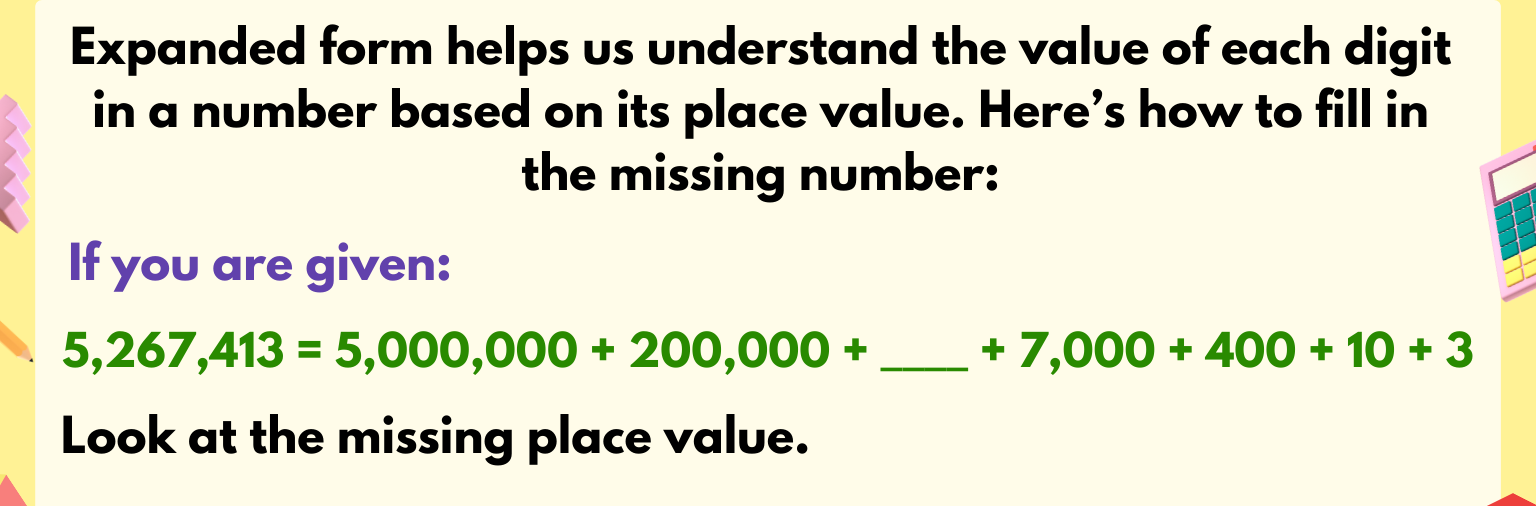 Expanded form helps us understand the value of each digit
in a number based on its place value. Here’s how to fill in
the missing number:
If you are given:
5,267,413 = 5,000,000 + 200,000 + ____ + 7,000 + 400 + 10 + 3
Look at the missing place value.